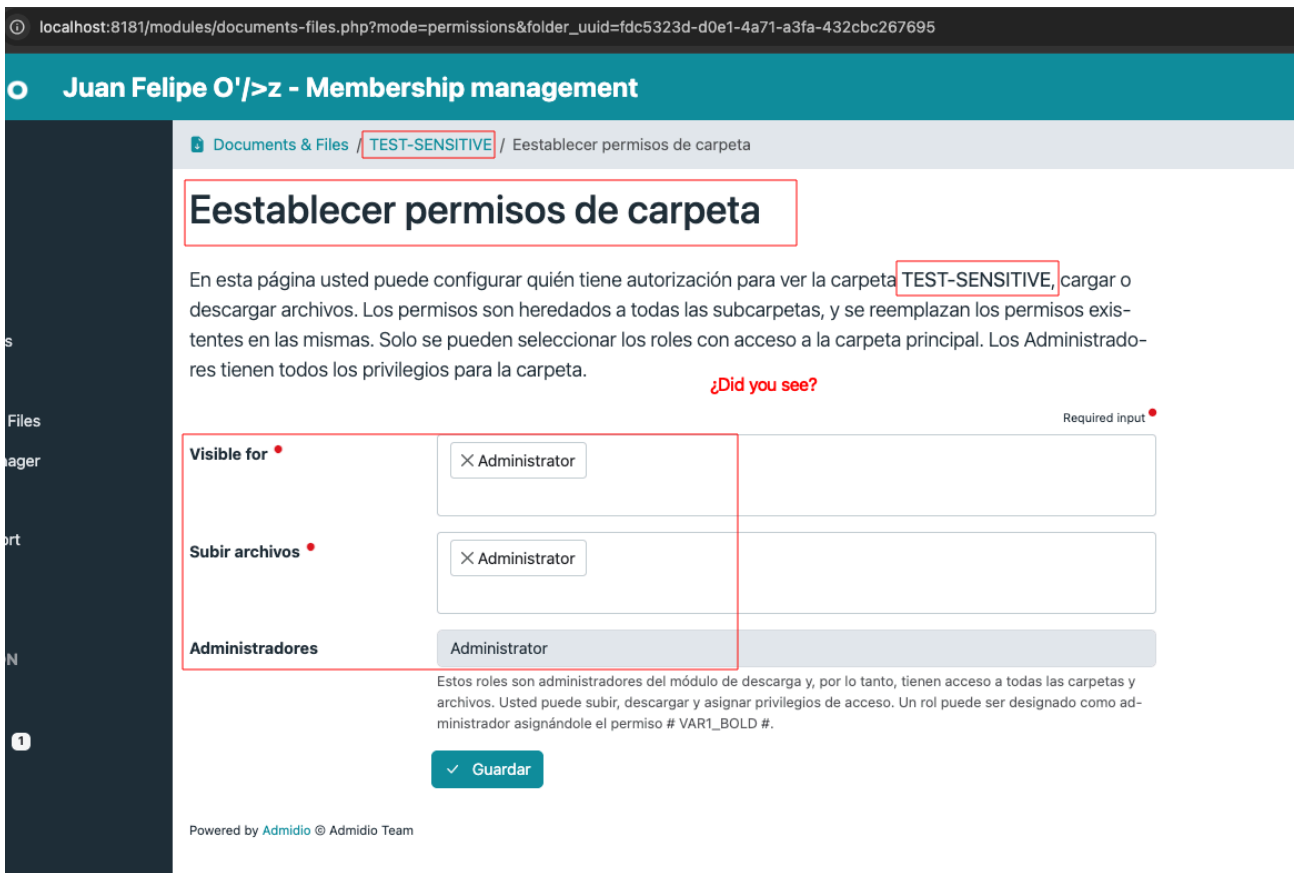 localhost:8181/modules/documents-files.php?mode=permissions&folder_uuid=fdc5323d-d0e1-4a71-a3fa-432cbc267695
o Juan Felipe O'/>z - Membership management
Documents & Files / TEST-SENSITIVE / Eestablecer permisos de carpeta
Eestablecer permisos de carpeta
En esta página usted puede configurar quién tiene autorización para ver la carpeta TEST-SENSITIVE, cargar o
descargar archivos. Los permisos son heredados a todas las subcarpetas, y se reemplazan los permisos exis-
tentes en las mismas. Solo se pueden seleccionar los roles con acceso a la carpeta principal. Los Administrado-
res tienen todos los privilegios para la carpeta.
¿Did you see?
s
Files
nager
ort
ON
1
Required input
Visible for
Administrator
Subir archivos
Administrator
Administradores
Administrator
Estos roles son administradores del módulo de descarga y, por lo tanto, tienen acceso a todas las carpetas y
archivos. Usted puede subir, descargar y asignar privilegios de acceso. Un rol puede ser designado como ad-
ministrador asignándole el permiso # VAR1_BOLD #.
Guardar
Powered by Admidio © Admidio Team